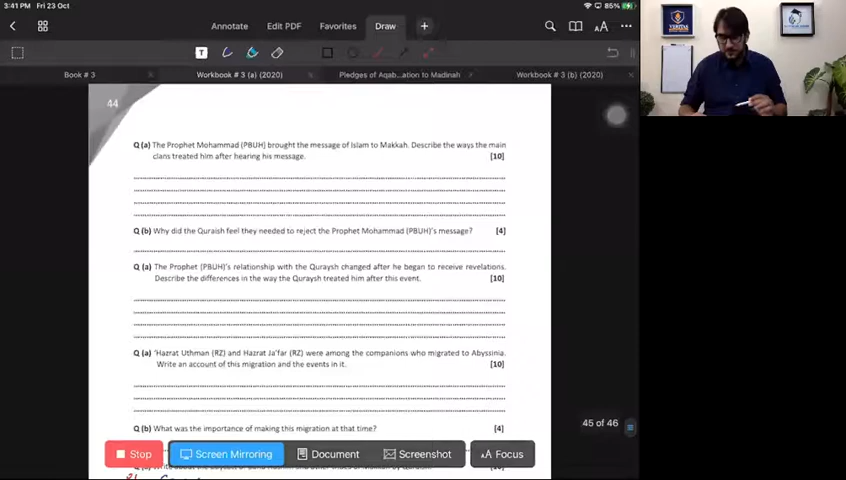 3:41 PM Fri 23 Oct
85%
Annotate Edit PDF Favorites Draw
Book # 3
Workbook # 3 (a) (2020)
Pledges of Aqab...ation to Madinah
Workbook # 3 (b) (2020)
44
Q (a) The Prophet Mohammad (PBUH) brought the message of Islam to Makkah. Describe the ways the main
clans treated him after hearing his message. [10]
Q (b) Why did the Quraish feel they needed to reject the Prophet Mohammad (PBUH)'s message? [4]
Q (a) The Prophet (PBUH)'s relationship with the Quraysh changed after he began to receive revelations.
Describe the differences in the way the Quraysh treated him after this event. [10]
Q (a) 'Hazrat Uthman (RZ) and Hazrat Ja'far (RZ) were among the companions who migrated to Abyssinia.
Write an account of this migration and the events in it. [10]
Q (b) What was the importance of making this migration at that time? [4]
45 of 46
Stop
Screen Mirroring
Document
Screenshot
Focus
VERITAS